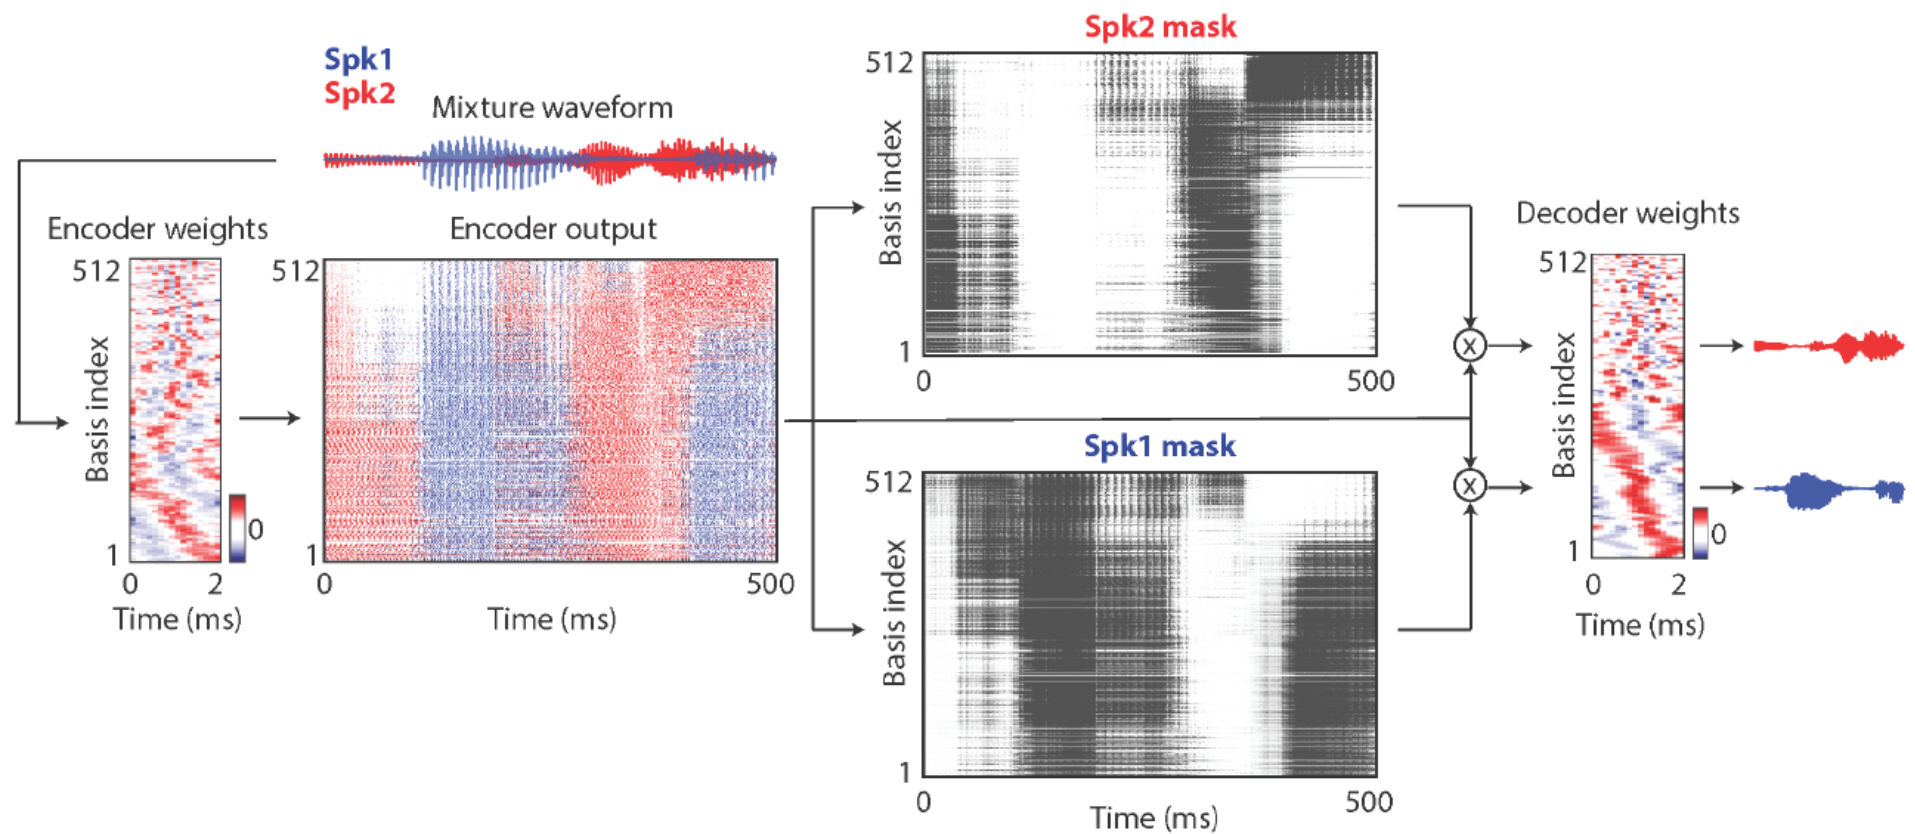 Spk1
Spk2
Mixture waveform
Encoder weights
512
Basis index
1
0
0
2
Time (ms)
Encoder output
512
1
0
500
Time (ms)
Spk2 mask
512
Basis index
1
0
500
Spk1 mask
512
Basis index
1
0
500
Time (ms)
x
x
Decoder weights
512
Basis index
1
0
0
2
Time (ms)